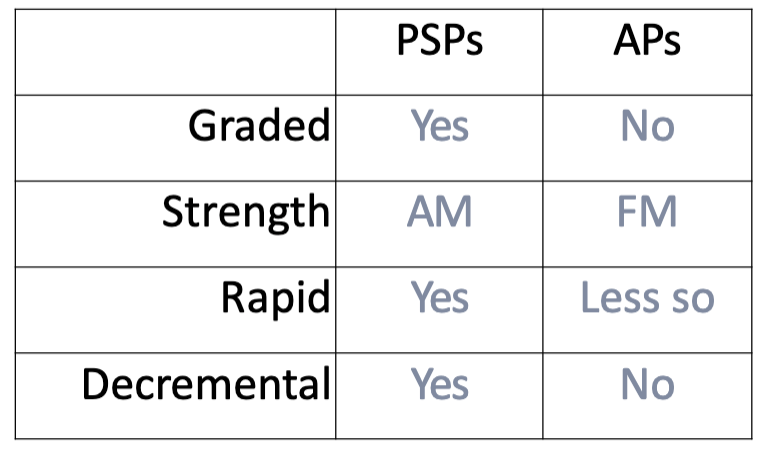 PSPs APs
Graded Yes No
Strength AM FM
Rapid Yes Less so
Decremental Yes No